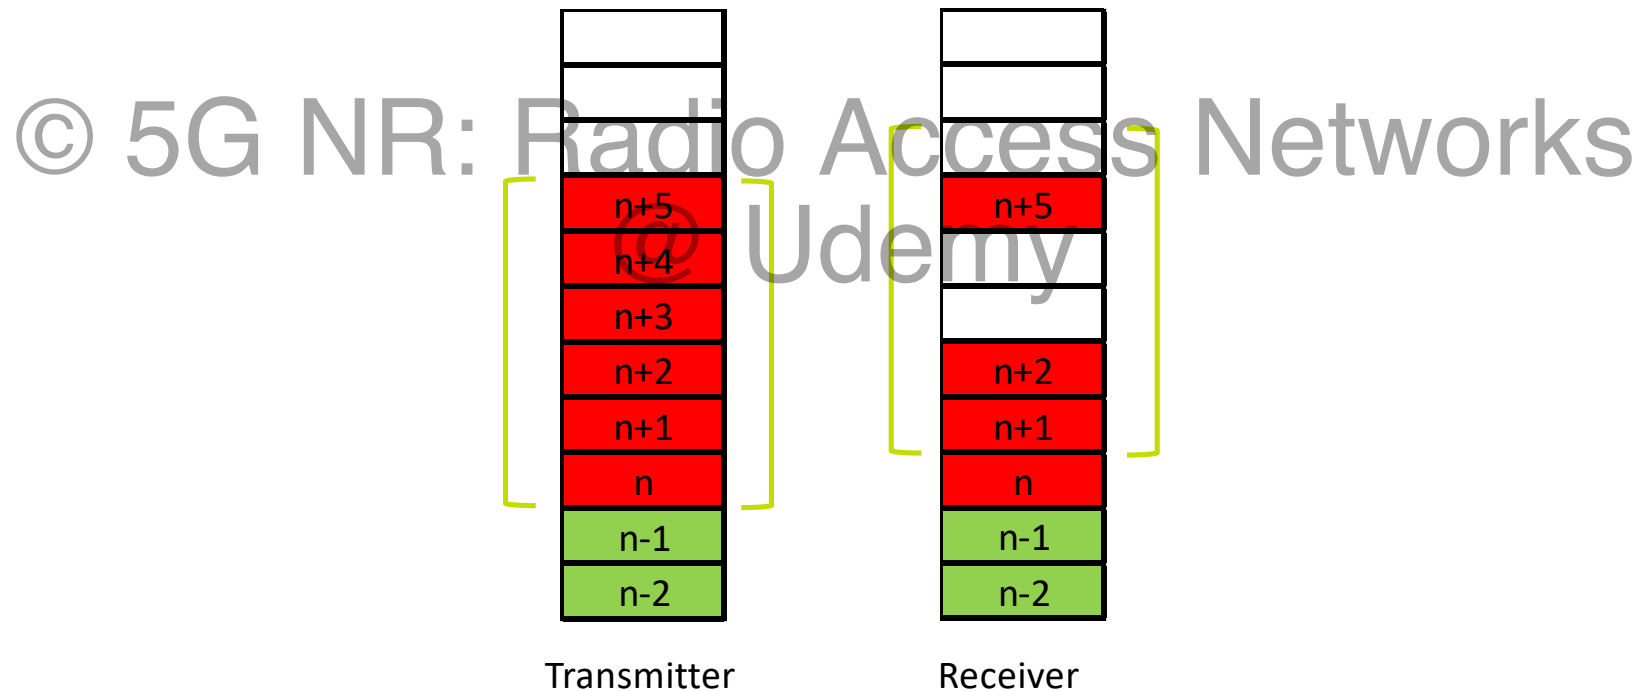 © 5G NR: Radio Access Networks
@ Udemy
n+5
n+4
n+3
n+2
n+1
n
n-1
n-2
Transmitter
n+5
n+2
n+1
n
n-1
n-2
Receiver